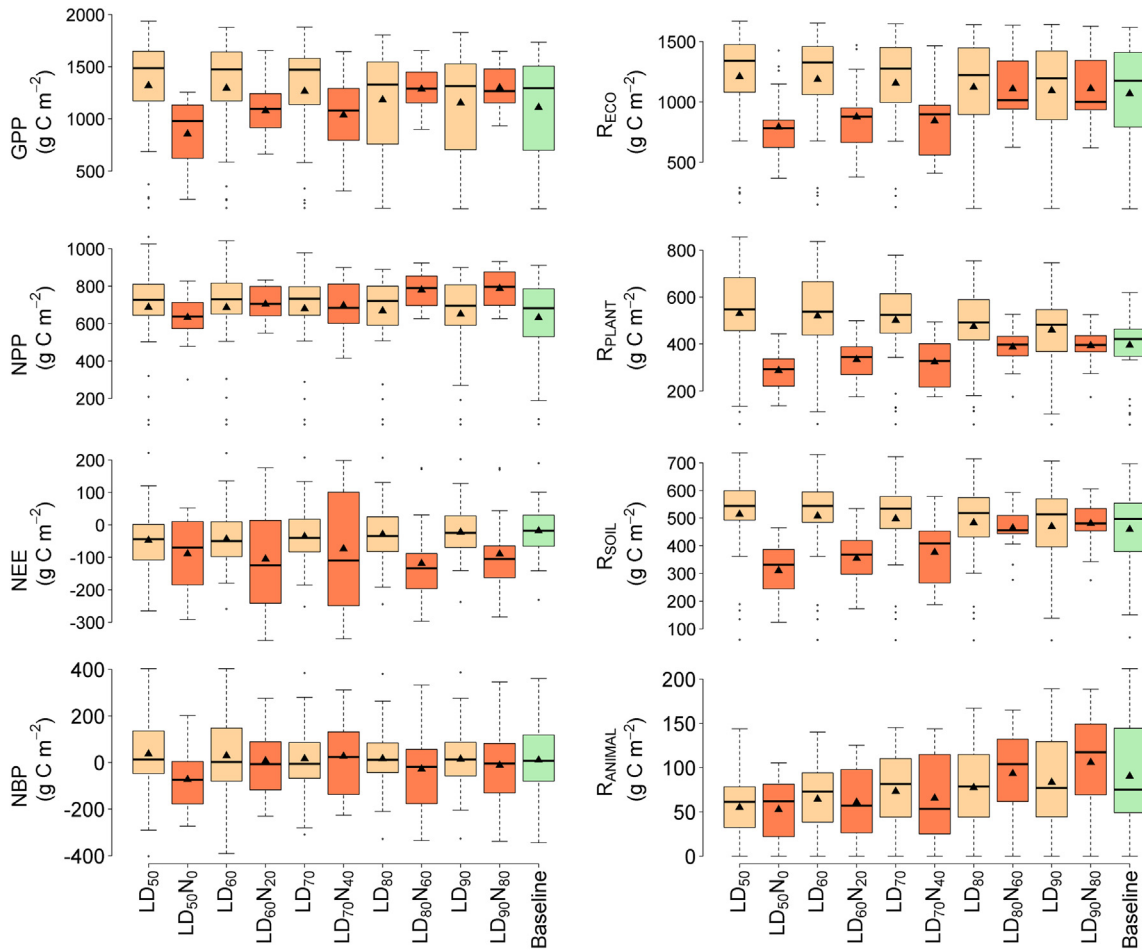 GPP
(g C m⁻²)
2000
1500
1000
500
R_ECO
(g C m⁻²)
1500
1000
500
NPP
(g C m⁻²)
1000
800
600
400
200
R_PLANT
(g C m⁻²)
800
600
400
200
NEE
(g C m⁻²)
200
100
0
-100
-200
-300
R_SOIL
(g C m⁻²)
700
600
500
400
300
200
100
NBP
(g C m⁻²)
400
200
0
-200
-400
R_ANIMAL
(g C m⁻²)
200
150
100
50
0
LD₅₀
LD₅₀N₀
LD₆₀
LD₆₀N₂₀
LD₇₀
LD₇₀N₄₀
LD₈₀
LD₈₀N₆₀
LD₉₀
LD₉₀N₈₀
Baseline
LD₅₀
LD₅₀N₀
LD₆₀
LD₆₀N₂₀
LD₇₀
LD₇₀N₄₀
LD₈₀
LD₈₀N₆₀
LD₉₀
LD₉₀N₈₀
Baseline